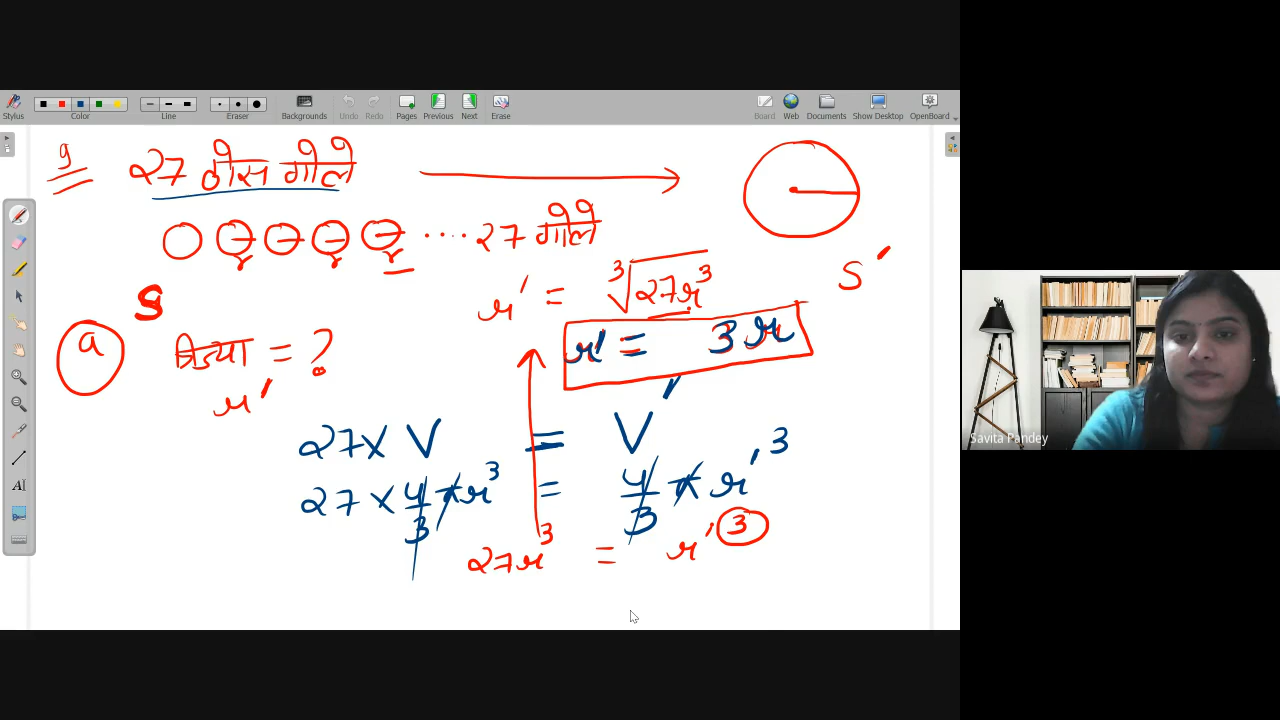 Stylus Color Line Eraser Backgrounds Undo Redo Pages Previous Next Erase Board Web Documents Show Desktop OpenBoard
9 27 ठोस गोले
r r r .... 27 गोले
S S'
r' = ∛27r³
a त्रिज्या = ? r' = 3r
r'
27 × V = V'
27 × 4/3 π r³ = 4/3 π r'³
27r³ = r'³
Savita Pandey